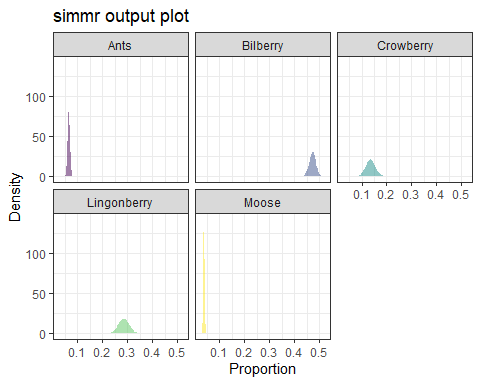 simmr output plot
Ants Bilberry Crowberry
100
50
0
0.1 0.2 0.3 0.4 0.5
Lingonberry Moose
100
50
0
0.1 0.2 0.3 0.4 0.5 0.1 0.2 0.3 0.4 0.5
Density
Proportion